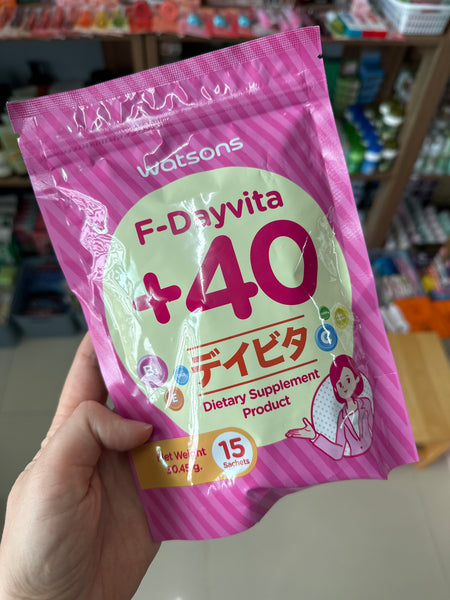 watsons
F-Dayvita
+40
デイビタ
Dietary Supplement
Product
Net Weight
15
Sachets